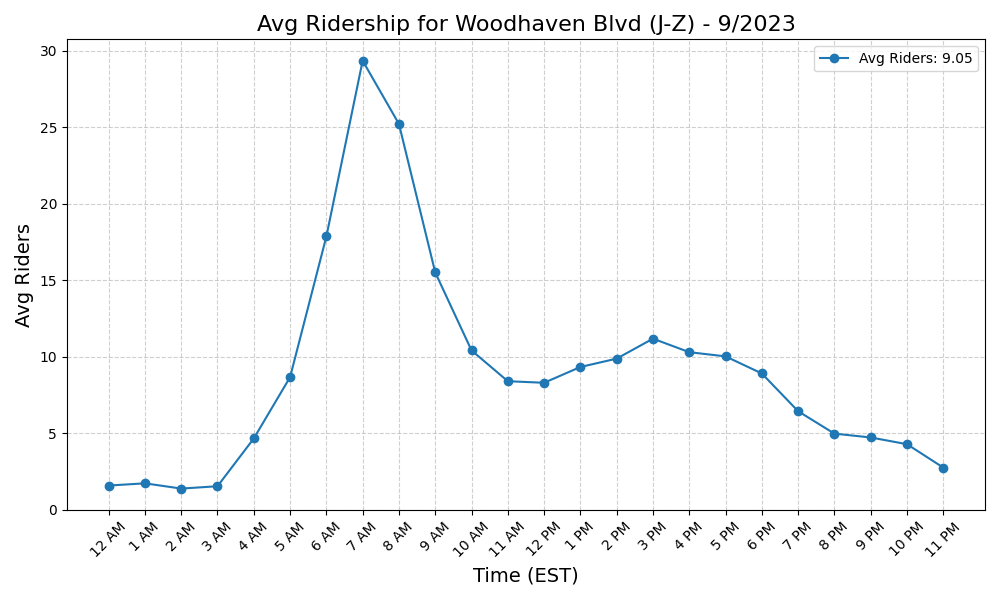 Avg Ridership for Woodhaven Blvd (J-Z) - 9/2023
Avg Riders: 9.05
Avg Riders
30
25
20
15
10
5
0
12 AM
1 AM
2 AM
3 AM
4 AM
5 AM
6 AM
7 AM
8 AM
9 AM
10 AM
11 AM
12 PM
1 PM
2 PM
3 PM
4 PM
5 PM
6 PM
7 PM
8 PM
9 PM
10 PM
11 PM
Time (EST)